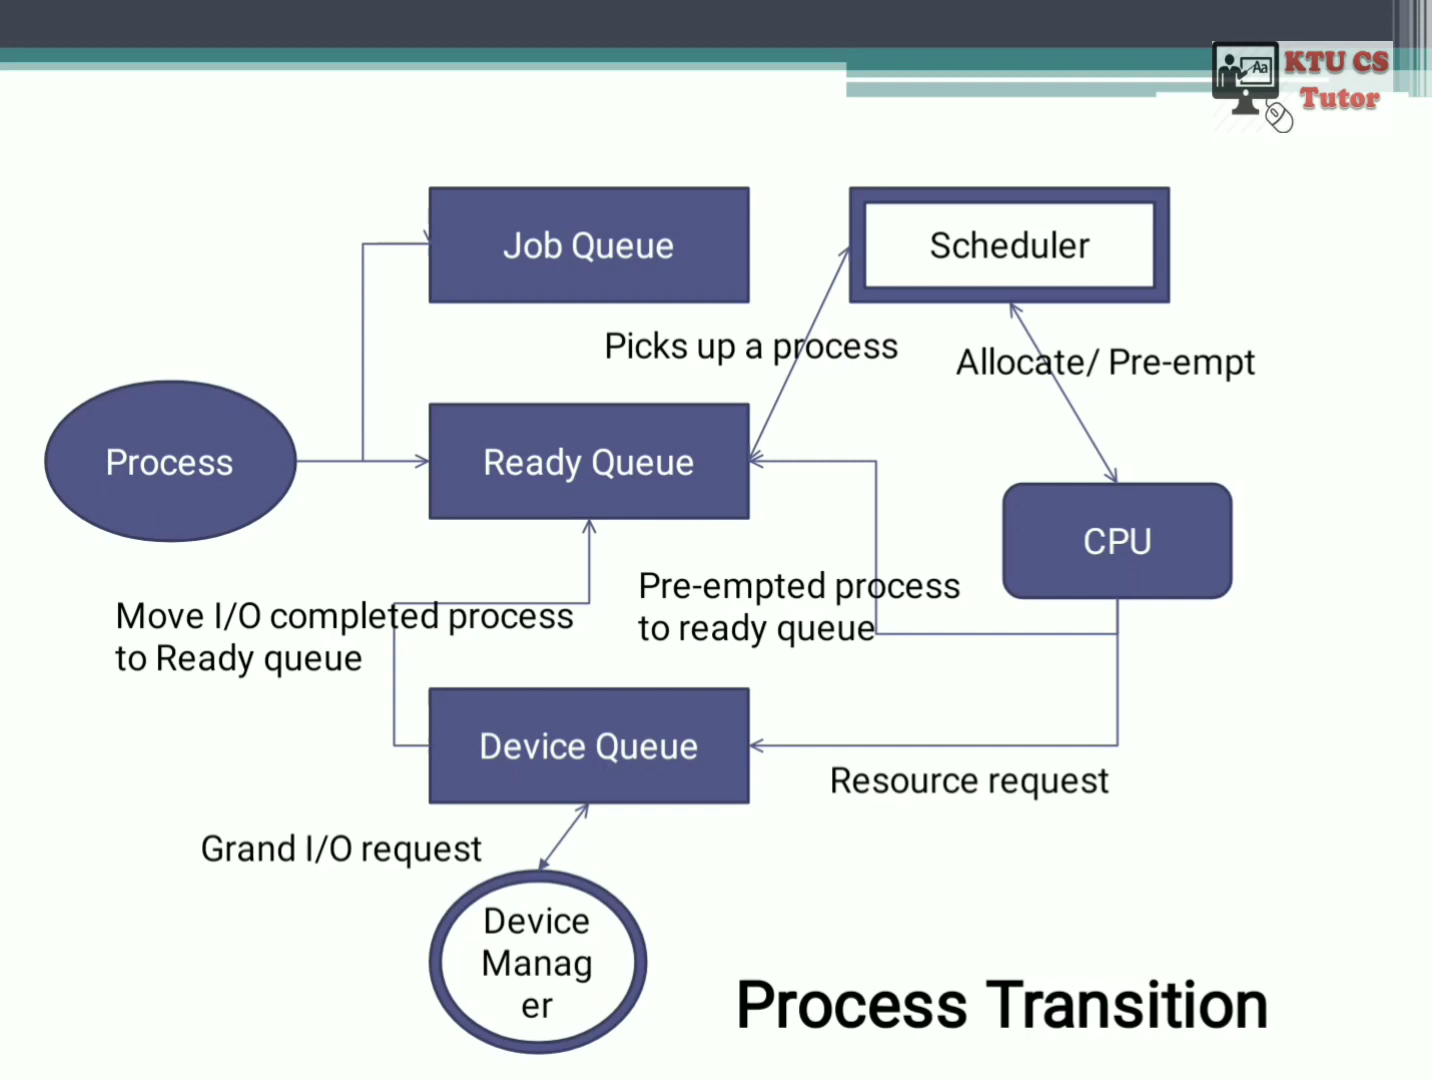 Aa
KTU CS
Tutor
Job Queue
Scheduler
Picks up a process
Allocate/ Pre-empt
Process
Ready Queue
CPU
Pre-empted process
to ready queue
Move I/O completed process
to Ready queue
Device Queue
Resource request
Grand I/O request
Device
Manag
er
Process Transition